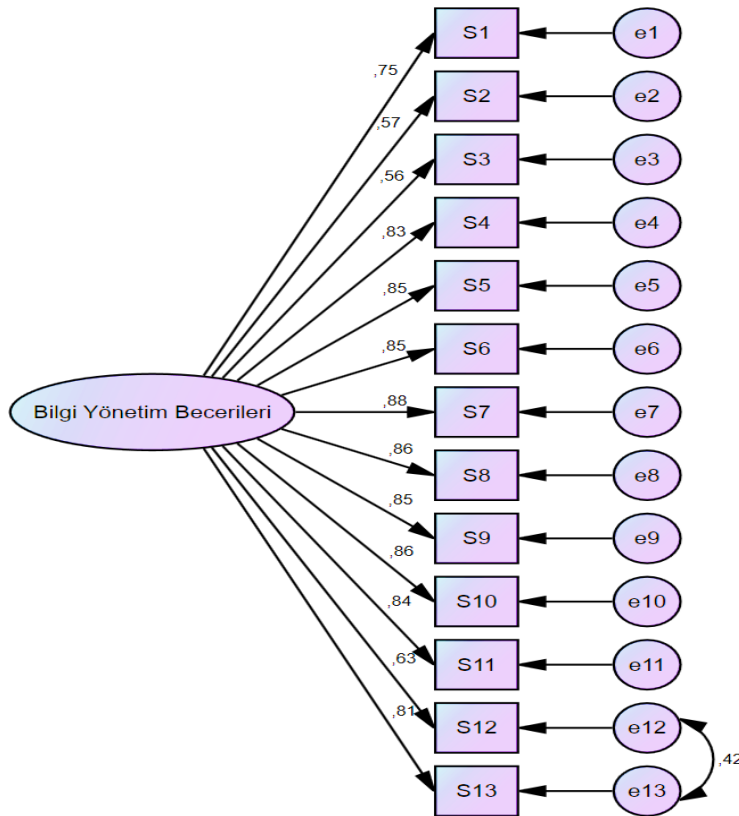 S1
e1
,75
S2
e2
,57
S3
e3
,56
S4
e4
,83
S5
e5
,85
S6
e6
,85
Bilgi Yönetim Becerileri
S7
e7
,88
S8
e8
,86
S9
e9
,85
S10
e10
,86
S11
e11
,84
S12
e12
,63
S13
e13
,81
,42